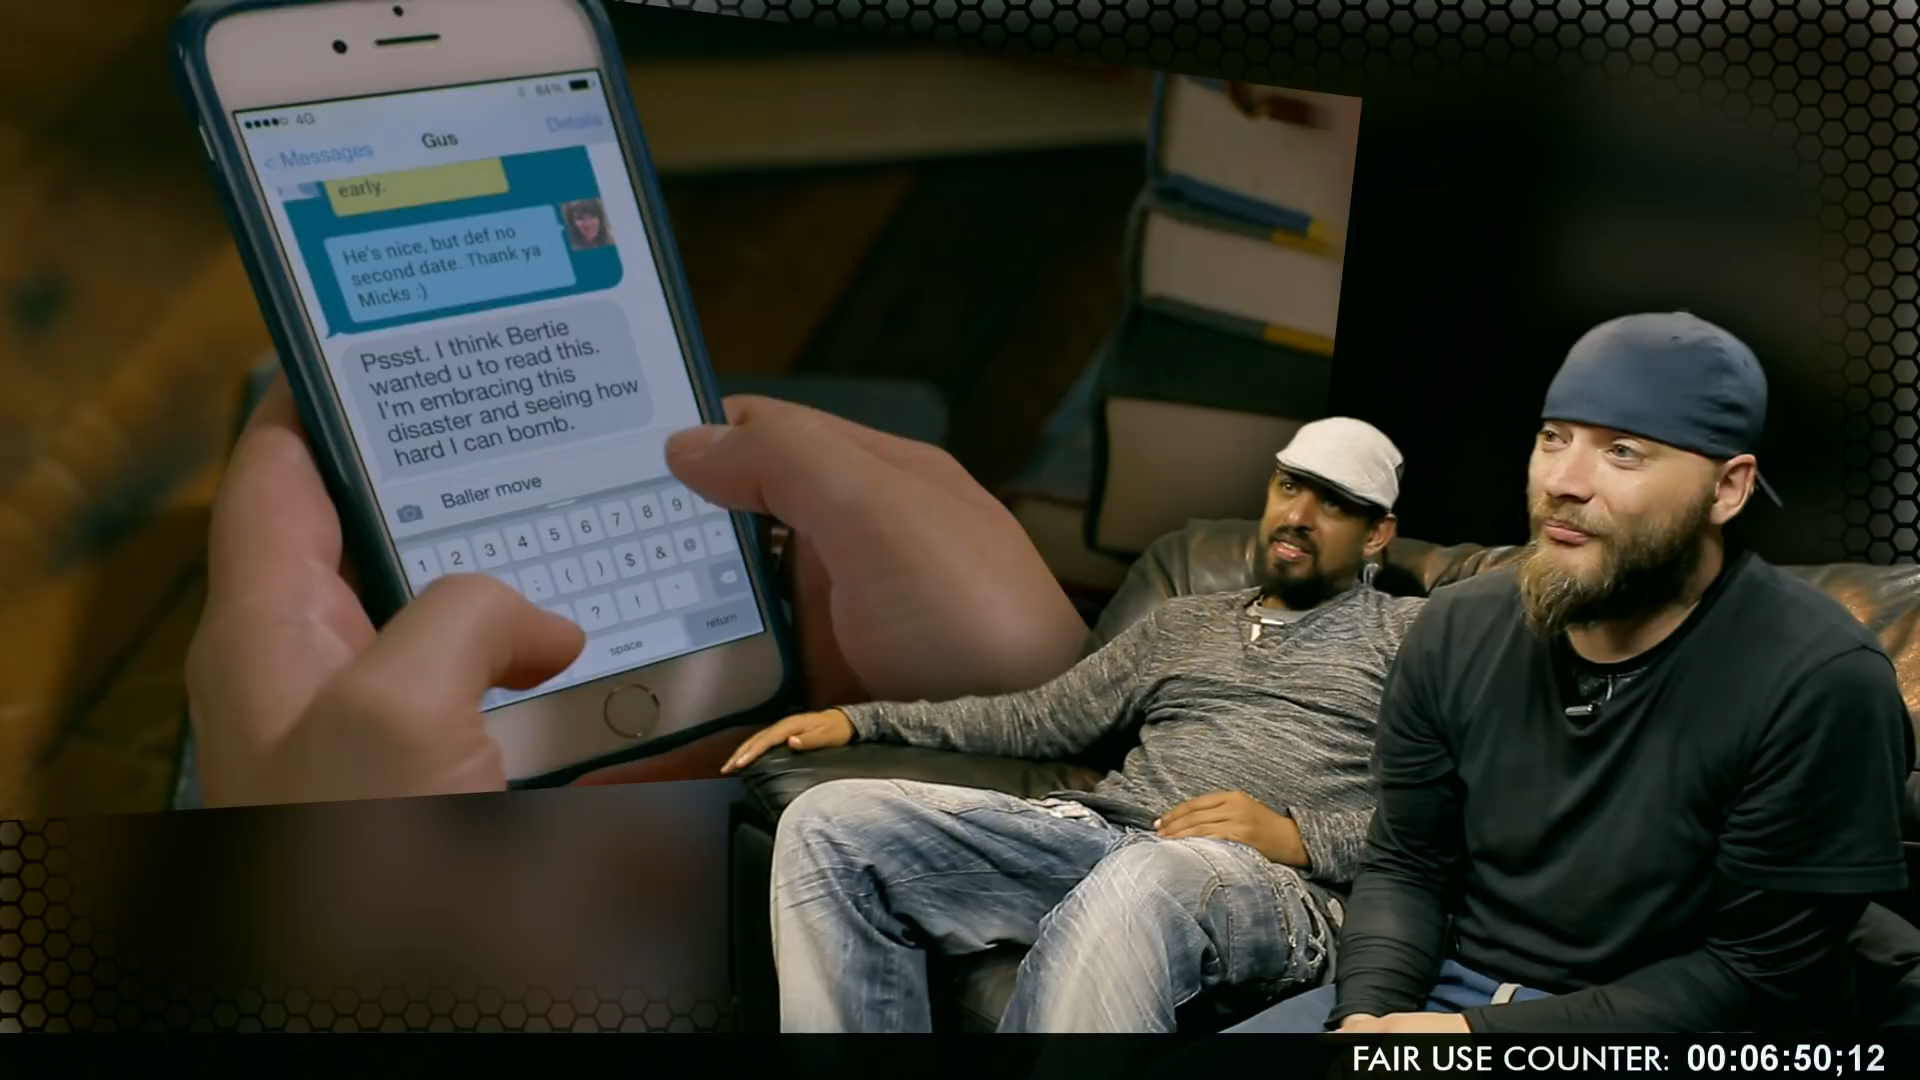 4G
84%
< Messages
Gus
Details
early.
He's nice, but def no
second date. Thank ya
Micks :)
Pssst. I think Bertie
wanted u to read this.
I'm embracing this
disaster and seeing how
hard I can bomb.
Baller move
1 2 3 4 5 6 7 8 9
; ( ) $ & @ "
? ! '
space
return
FAIR USE COUNTER: 00:06:50;12